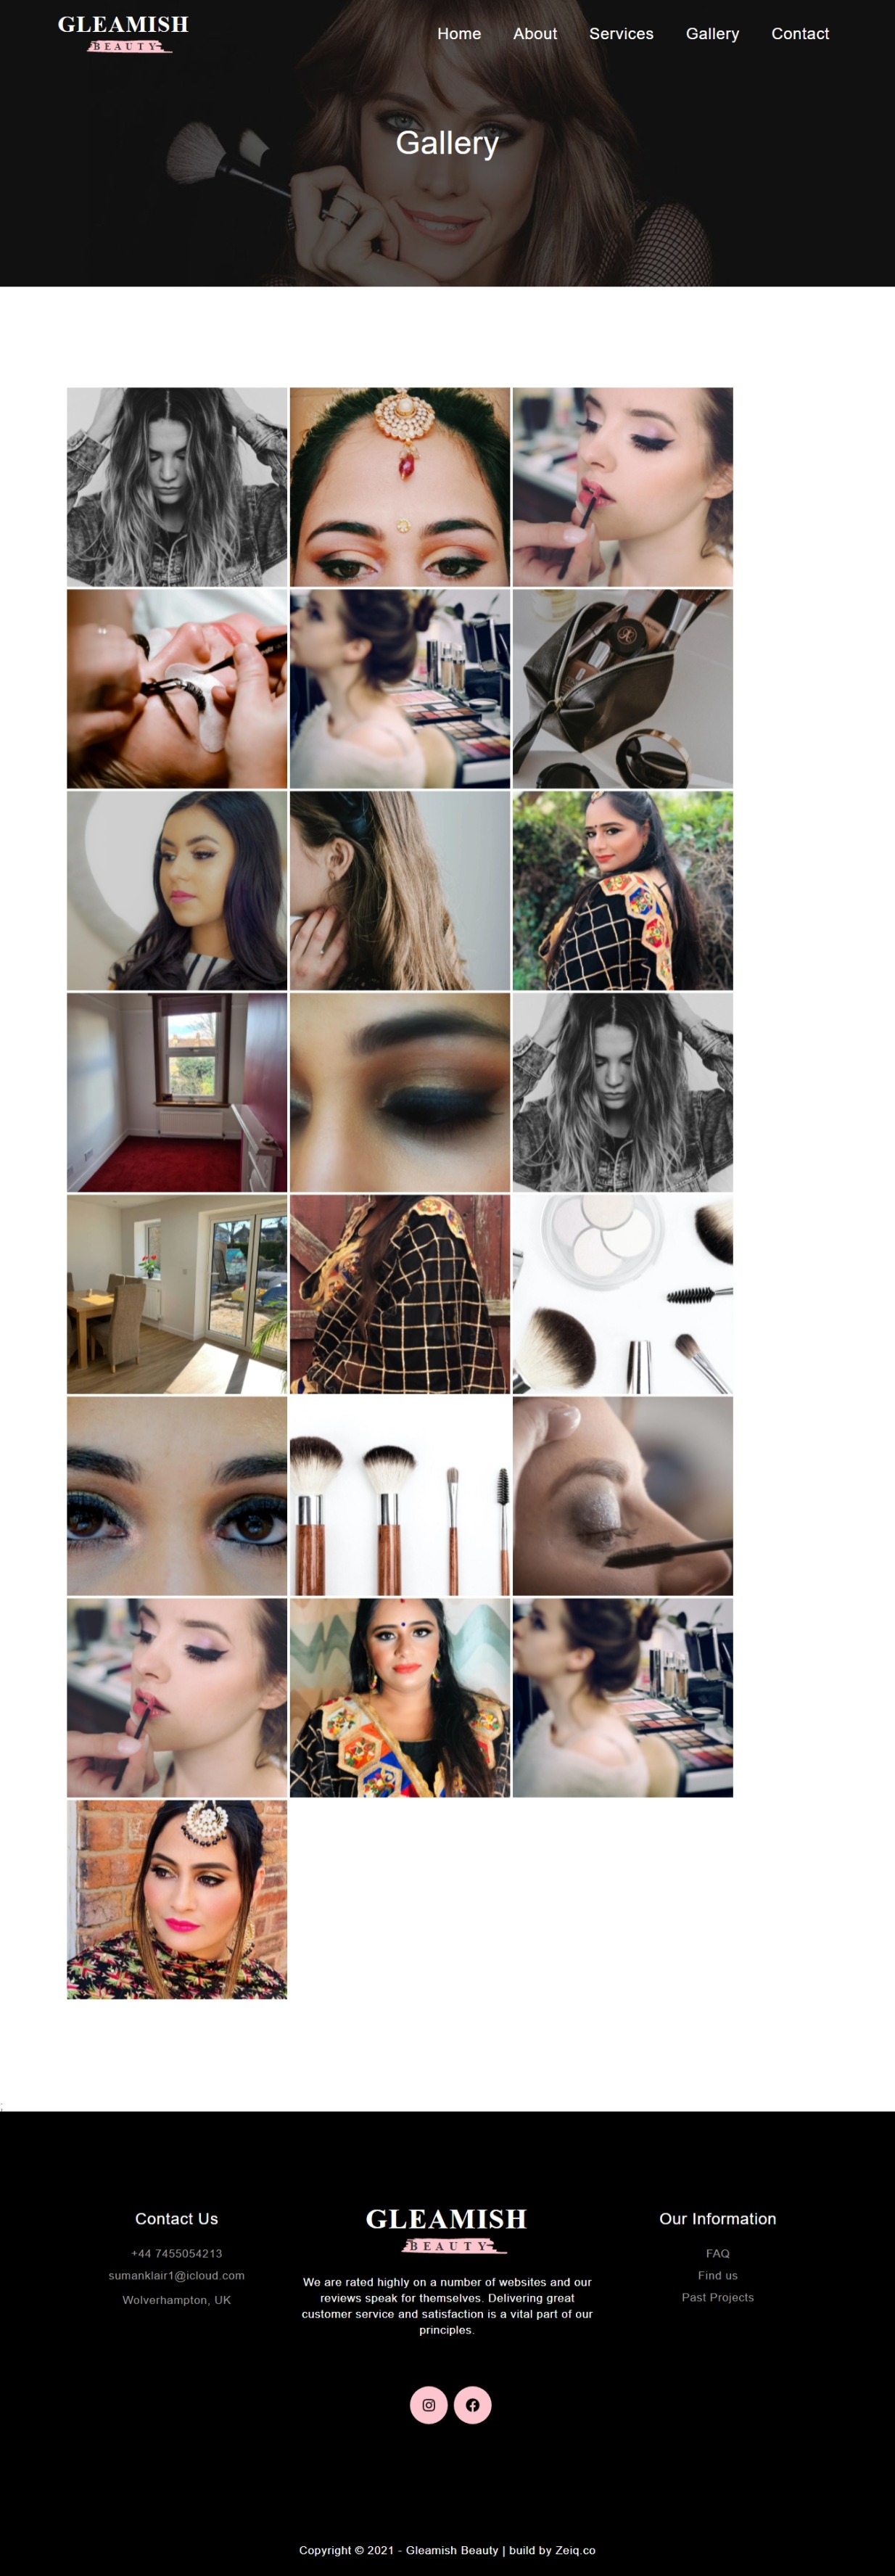 GLEAMISH
BEAUTY
Home
About
Services
Gallery
Contact
Gallery
;
Contact Us
+44 7455054213
sumanklair1@icloud.com
Wolverhampton, UK
GLEAMISH
BEAUTY
We are rated highly on a number of websites and our
reviews speak for themselves. Delivering great
customer service and satisfaction is a vital part of our
principles.
Our Information
FAQ
Find us
Past Projects
Copyright © 2021 - Gleamish Beauty | build by Zeiq.co